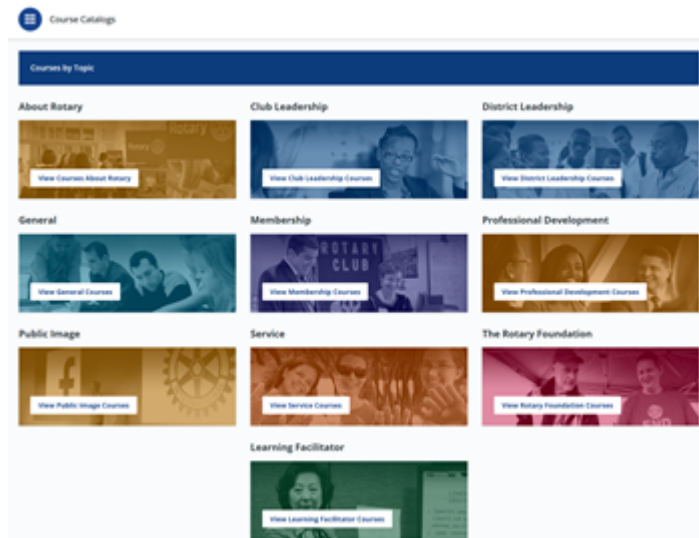 Course Catalogs
Courses by Topic
About Rotary
Club Leadership
District Leadership
Rotary
View Courses About Rotary
View Club Leadership Courses
View District Leadership Courses
General
Membership
Professional Development
ROTARY
CLUB
View General Courses
View Membership Courses
View Professional Development Courses
Public Image
Service
The Rotary Foundation
View Public Image Courses
View Service Courses
View Rotary Foundation Courses
END
Learning Facilitator
View Learning Facilitator Courses